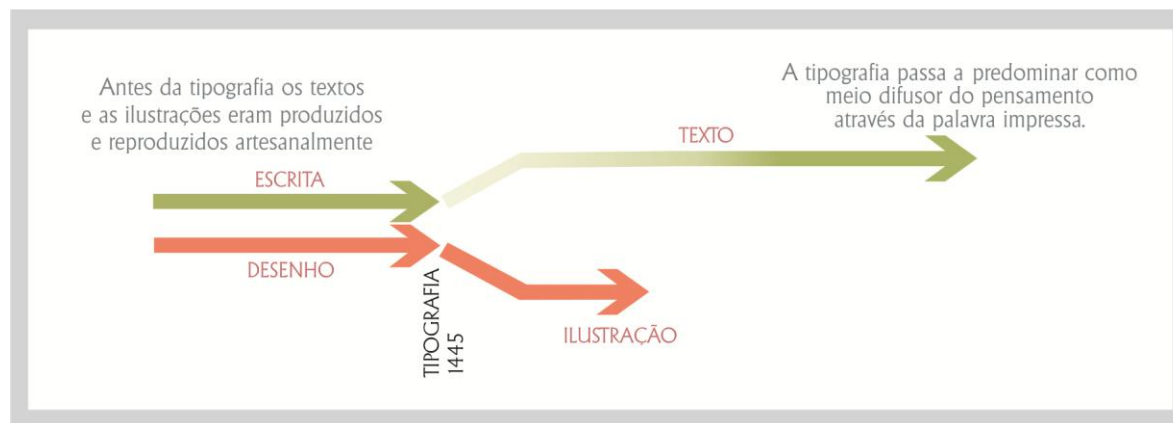 Antes da tipografia os textos
e as ilustrações eram produzidos
e reproduzidos artesanalmente
A tipografia passa a predominar como
meio difusor do pensamento
através da palavra impressa.
ESCRITA
TEXTO
DESENHO
TIPOGRAFIA
1445
ILUSTRAÇÃO